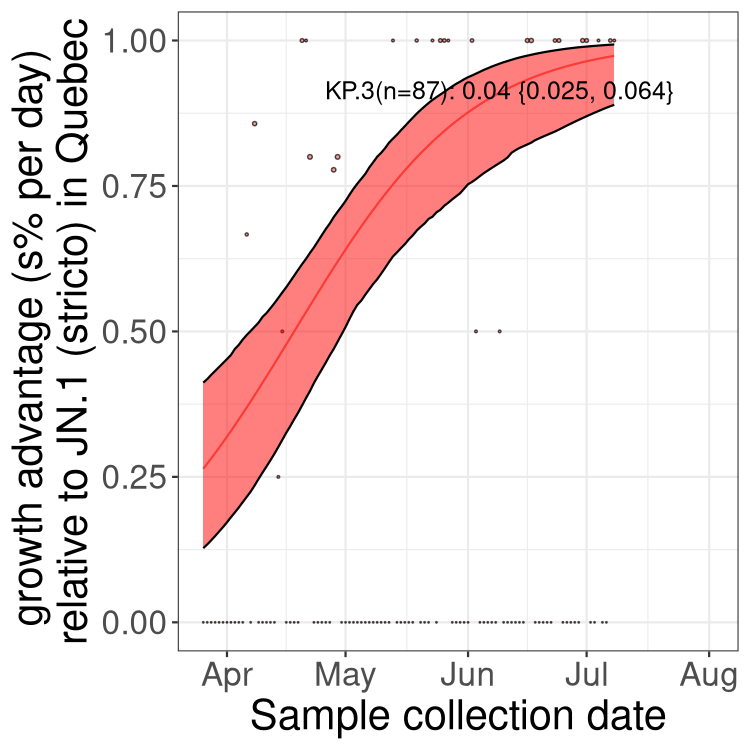 growth advantage (s% per day)
relative to JN.1 (stricto) in Quebec
1.00
0.75
0.50
0.25
0.00
KP.3(n=87): 0.04 {0.025, 0.064}
Apr May Jun Jul Aug
Sample collection date